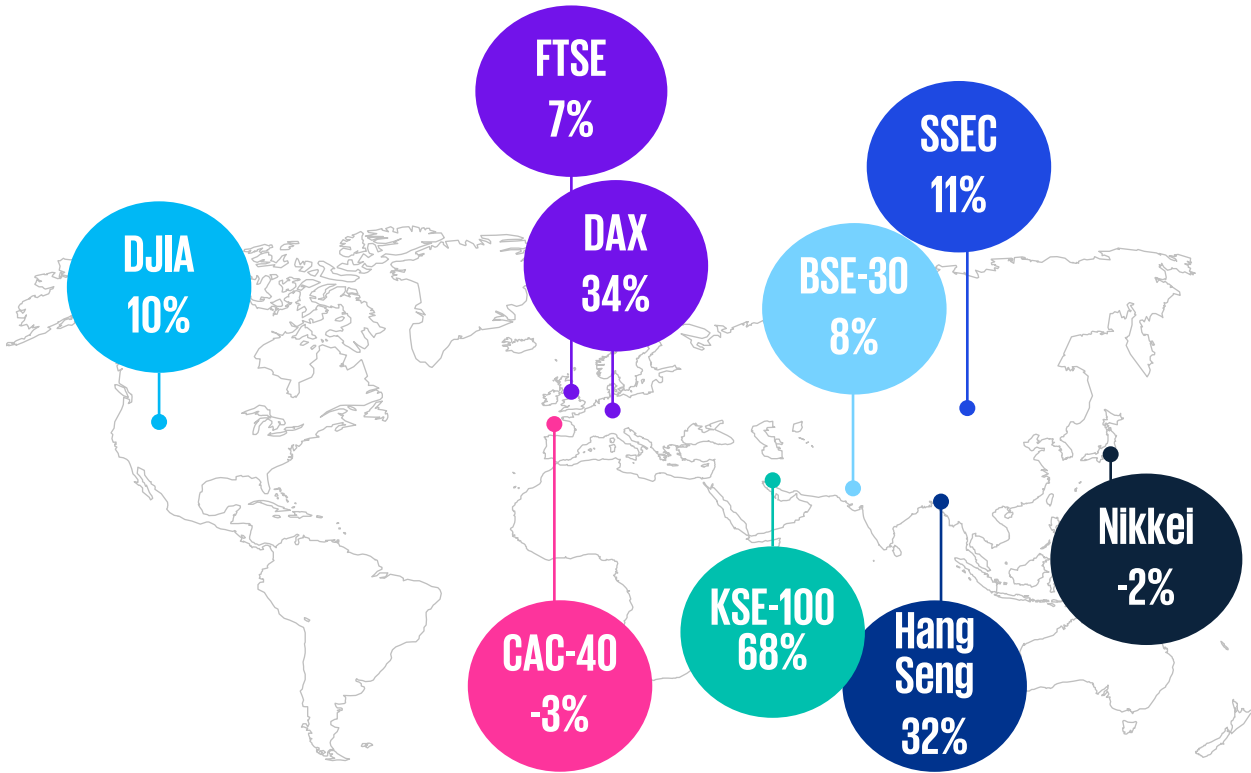 FTSE
7%
SSEC
11%
DJIA
10%
DAX
34%
BSE-30
8%
Nikkei
-2%
KSE-100
68%
Hang
Seng
32%
CAC-40
-3%